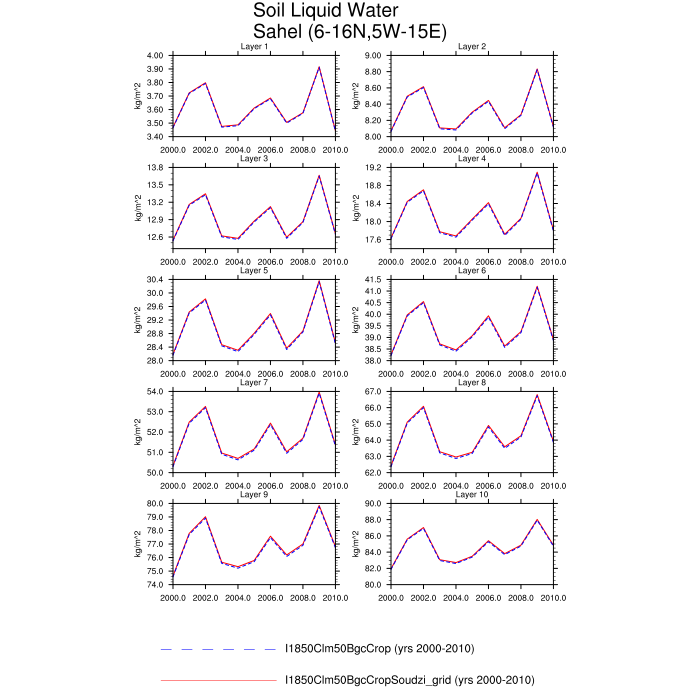 Soil Liquid Water
Sahel (6-16N,5W-15E)
Layer 1
4.00
3.90
3.80
3.70
3.60
3.50
3.40
kg/m^2
2000.0 2002.0 2004.0 2006.0 2008.0 2010.0
Layer 2
9.00
8.80
8.60
8.40
8.20
8.00
kg/m^2
2000.0 2002.0 2004.0 2006.0 2008.0 2010.0
Layer 3
13.8
13.5
13.2
12.9
12.6
kg/m^2
2000.0 2002.0 2004.0 2006.0 2008.0 2010.0
Layer 4
19.2
18.8
18.4
18.0
17.6
kg/m^2
2000.0 2002.0 2004.0 2006.0 2008.0 2010.0
Layer 5
30.4
30.0
29.6
29.2
28.8
28.4
28.0
kg/m^2
2000.0 2002.0 2004.0 2006.0 2008.0 2010.0
Layer 6
41.5
41.0
40.5
40.0
39.5
39.0
38.5
38.0
kg/m^2
2000.0 2002.0 2004.0 2006.0 2008.0 2010.0
Layer 7
54.0
53.0
52.0
51.0
50.0
kg/m^2
2000.0 2002.0 2004.0 2006.0 2008.0 2010.0
Layer 8
67.0
66.0
65.0
64.0
63.0
62.0
kg/m^2
2000.0 2002.0 2004.0 2006.0 2008.0 2010.0
Layer 9
80.0
79.0
78.0
77.0
76.0
75.0
74.0
kg/m^2
2000.0 2002.0 2004.0 2006.0 2008.0 2010.0
Layer 10
90.0
88.0
86.0
84.0
82.0
80.0
kg/m^2
2000.0 2002.0 2004.0 2006.0 2008.0 2010.0
I1850Clm50BgcCrop (yrs 2000-2010)
I1850Clm50BgcCropSoudzi_grid (yrs 2000-2010)